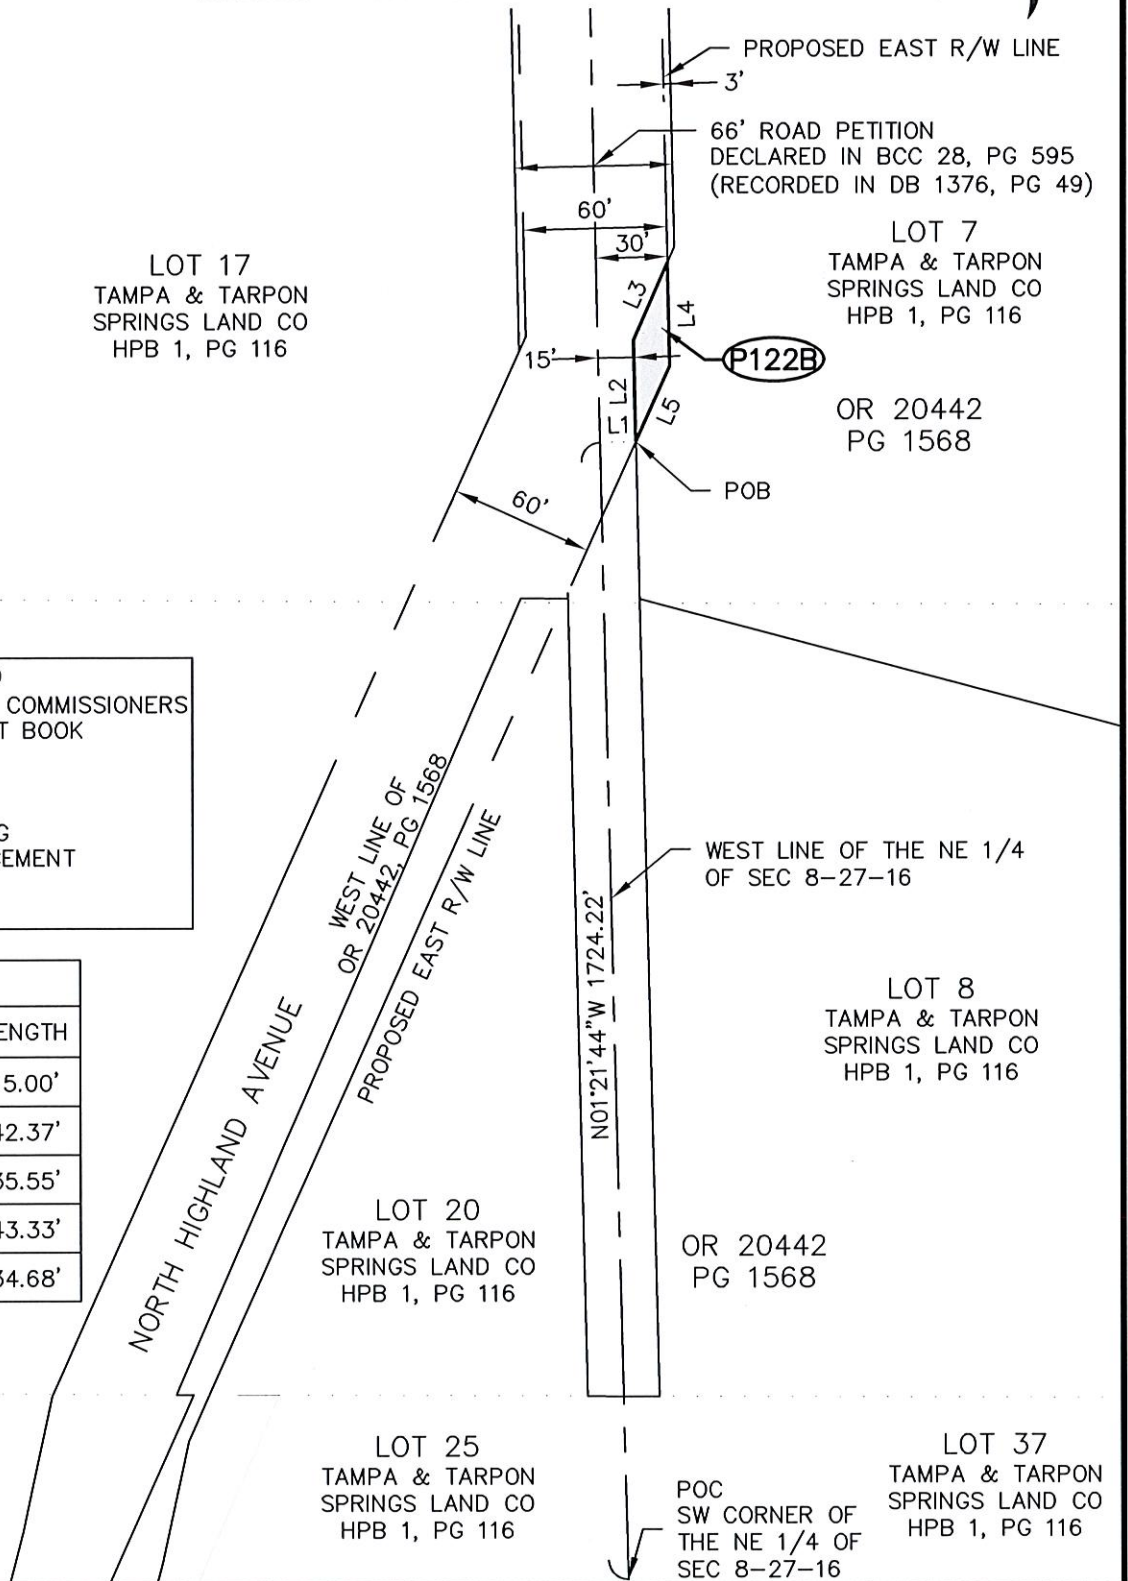 PROPOSED EAST R/W LINE
3'
66' ROAD PETITION
DECLARED IN BCC 28, PG 595
(RECORDED IN DB 1376, PG 49)
60'
30'
LOT 17
TAMPA & TARPON
SPRINGS LAND CO
HPB 1, PG 116
LOT 7
TAMPA & TARPON
SPRINGS LAND CO
HPB 1, PG 116
L3
L4
15'
P122B
L2
L1
L5
OR 20442
PG 1568
POB
60'
COMMISSIONERS
BOOK
WEST LINE OF
OR 20442, PG 1568
PROPOSED EAST R/W LINE
WEST LINE OF THE NE 1/4
OF SEC 8-27-16
N01°21'44"W 1724.22'
NORTH HIGHLAND AVENUE
ENGTH
5.00'
42.37'
35.55'
43.33'
34.68'
LOT 8
TAMPA & TARPON
SPRINGS LAND CO
HPB 1, PG 116
LOT 20
TAMPA & TARPON
SPRINGS LAND CO
HPB 1, PG 116
OR 20442
PG 1568
LOT 25
TAMPA & TARPON
SPRINGS LAND CO
HPB 1, PG 116
POC
SW CORNER OF
THE NE 1/4 OF
SEC 8-27-16
LOT 37
TAMPA & TARPON
SPRINGS LAND CO
HPB 1, PG 116